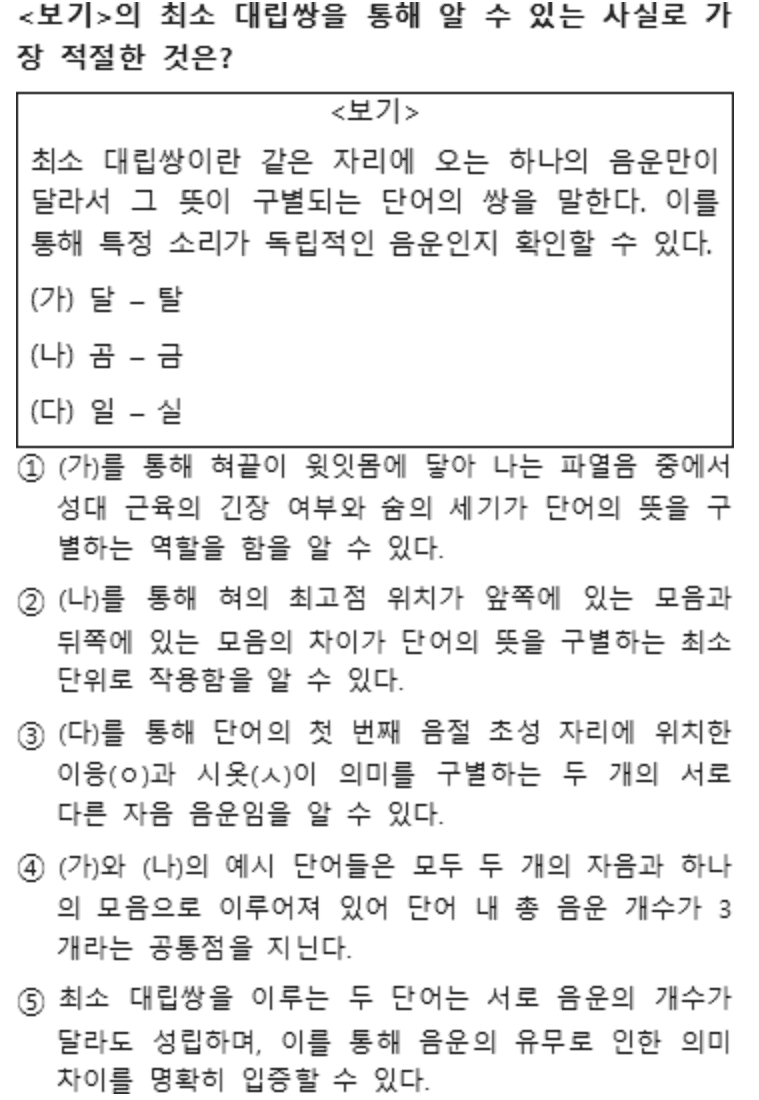 <보기>의 최소 대립쌍을 통해 알 수 있는 사실로 가
장 적절한 것은?
<보기>
최소 대립쌍이란 같은 자리에 오는 하나의 음운만이
달라서 그 뜻이 구별되는 단어의 쌍을 말한다. 이를
통해 특정 소리가 독립적인 음운인지 확인할 수 있다.
(가) 달 – 탈
(나) 곰 – 금
(다) 일 – 실
① (가)를 통해 혀끝이 윗잇몸에 닿아 나는 파열음 중에서
성대 근육의 긴장 여부와 숨의 세기가 단어의 뜻을 구
별하는 역할을 함을 알 수 있다.
② (나)를 통해 혀의 최고점 위치가 앞쪽에 있는 모음과
뒤쪽에 있는 모음의 차이가 단어의 뜻을 구별하는 최소
단위로 작용함을 알 수 있다.
③ (다)를 통해 단어의 첫 번째 음절 초성 자리에 위치한
이응(ㅇ)과 시옷(ㅅ)이 의미를 구별하는 두 개의 서로
다른 자음 음운임을 알 수 있다.
④ (가)와 (나)의 예시 단어들은 모두 두 개의 자음과 하나
의 모음으로 이루어져 있어 단어 내 총 음운 개수가 3
개라는 공통점을 지닌다.
⑤ 최소 대립쌍을 이루는 두 단어는 서로 음운의 개수가
달라도 성립하며, 이를 통해 음운의 유무로 인한 의미
차이를 명확히 입증할 수 있다.